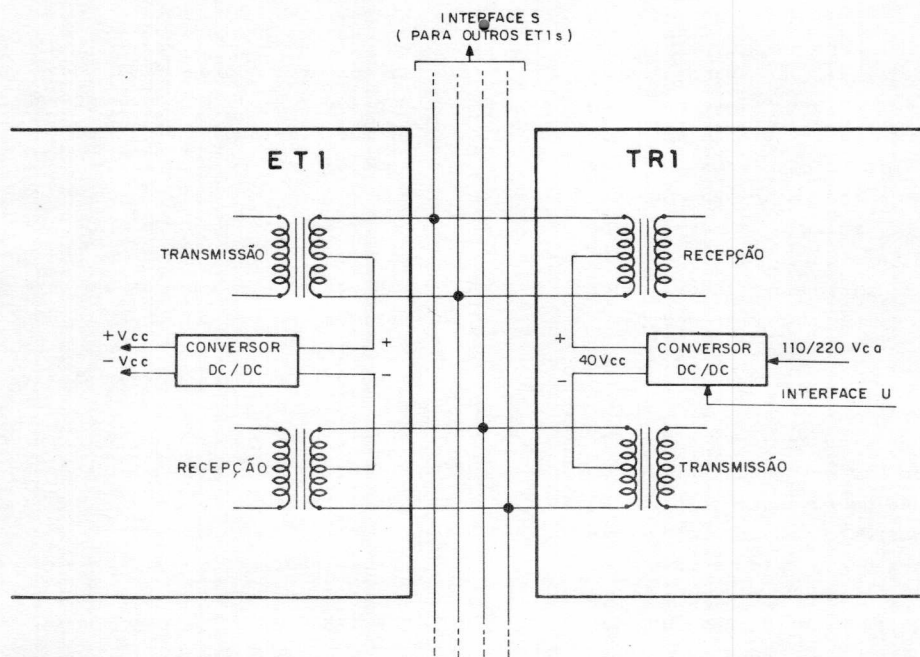 INTERFACE S
( PARA OUTROS ET1s )
ET1
TR1
TRANSMISSÃO
RECEPÇÃO
+Vcc
-Vcc
CONVERSOR
DC/DC
+
-
+
40Vcc
-
CONVERSOR
DC/DC
110/220 Vca
INTERFACE U
RECEPÇÃO
TRANSMISSÃO